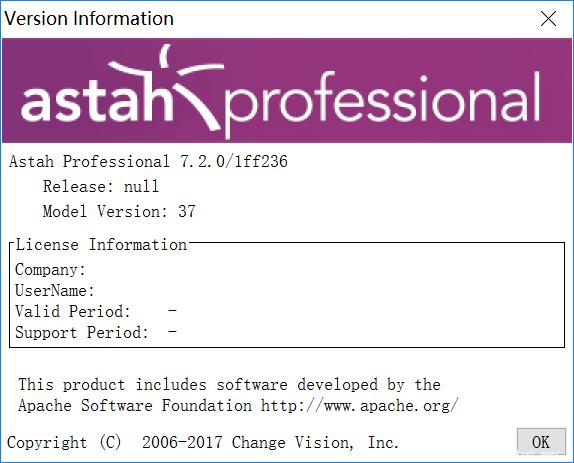 Version Information
astah professional
Astah Professional 7.2.0/1ff236
Release: null
Model Version: 37
License Information
Company:
UserName:
Valid Period: -
Support Period: -
This product includes software developed by the
Apache Software Foundation http://www.apache.org/
Copyright (C) 2006-2017 Change Vision, Inc.
OK